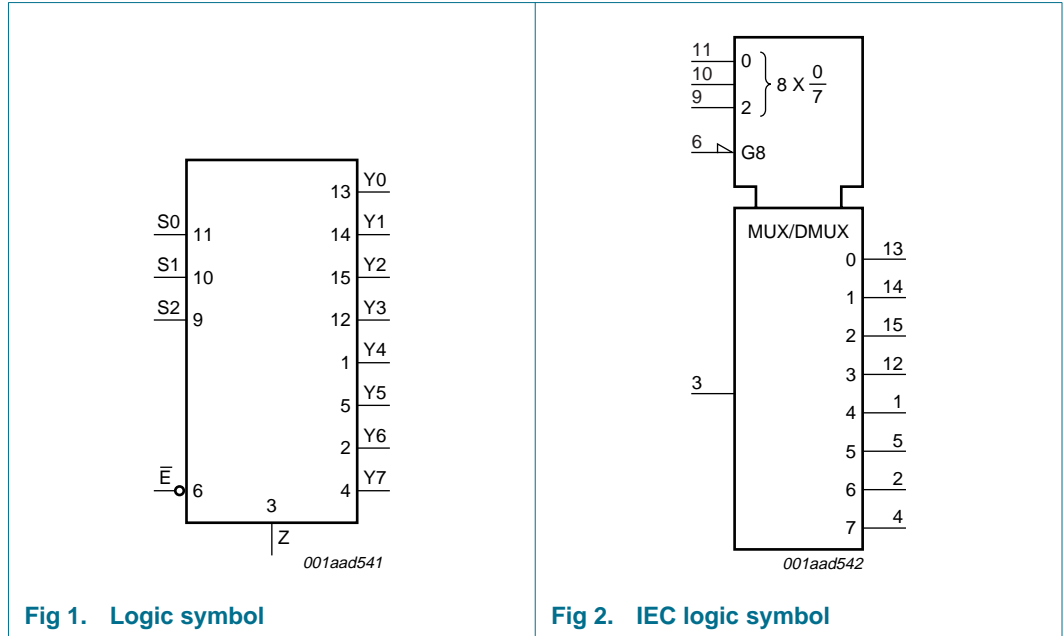 Y0
13
S0
Y1
11
14
S1
Y2
10
15
S2
Y3
9
12
Y4
1
Y5
5
Y6
2
E̅
Y7
6
4
3
Z
001aad541
Fig 1. Logic symbol
11
0
10
8 X 0/7
9
2
6
G8
MUX/DMUX
13
0
14
1
15
2
12
3
3
1
4
5
5
2
6
4
7
001aad542
Fig 2. IEC logic symbol